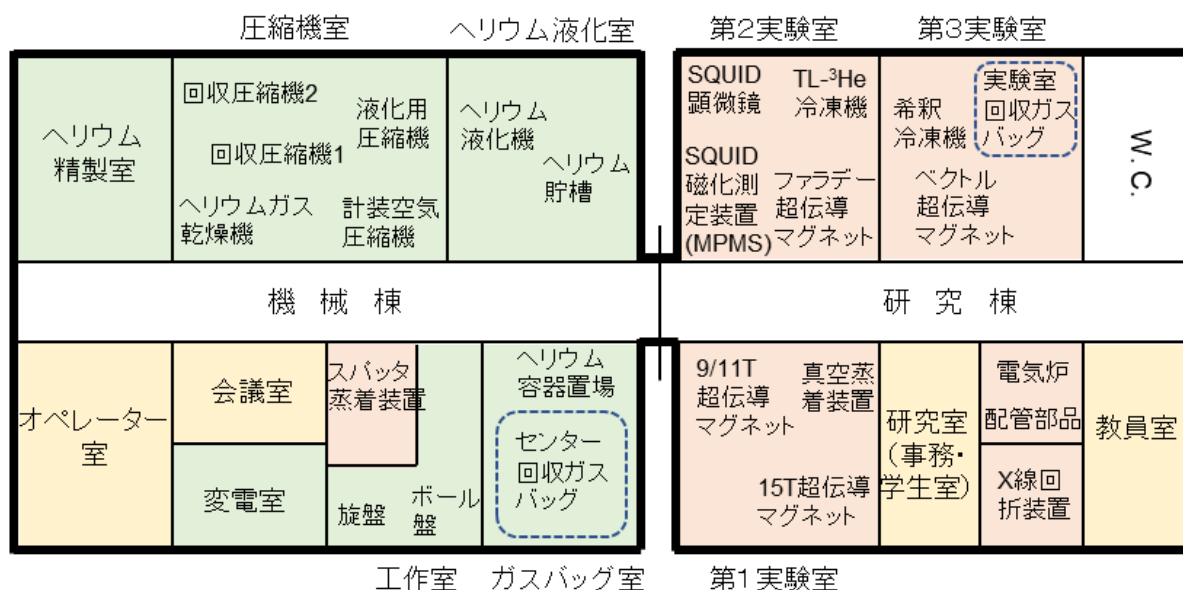 圧縮機室
ヘリウム液化室
第2実験室
第3実験室
ヘリウム
精製室
回収圧縮機2
液化用
圧縮機
回収圧縮機1
ヘリウムガス
乾燥機
計装空気
圧縮機
ヘリウム
液化機
ヘリウム
貯槽
SQUID
顕微鏡
TL-³He
冷凍機
SQUID
磁化測
定装置
(MPMS)
ファラデー
超伝導
マグネット
希釈
冷凍機
実験室
回収ガス
バッグ
ベクトル
超伝導
マグネット
W.C.
機械棟
研究棟
オペレーター
室
会議室
変電室
スパッタ
蒸着装置
旋盤
ボール
盤
ヘリウム
容器置場
センター
回収ガス
バッグ
9/11T
超伝導
マグネット
真空蒸
着装置
15T超伝導
マグネット
研究室
(事務・
学生室)
電気炉
配管部品
X線回
折装置
教員室
工作室
ガスバッグ室
第1実験室